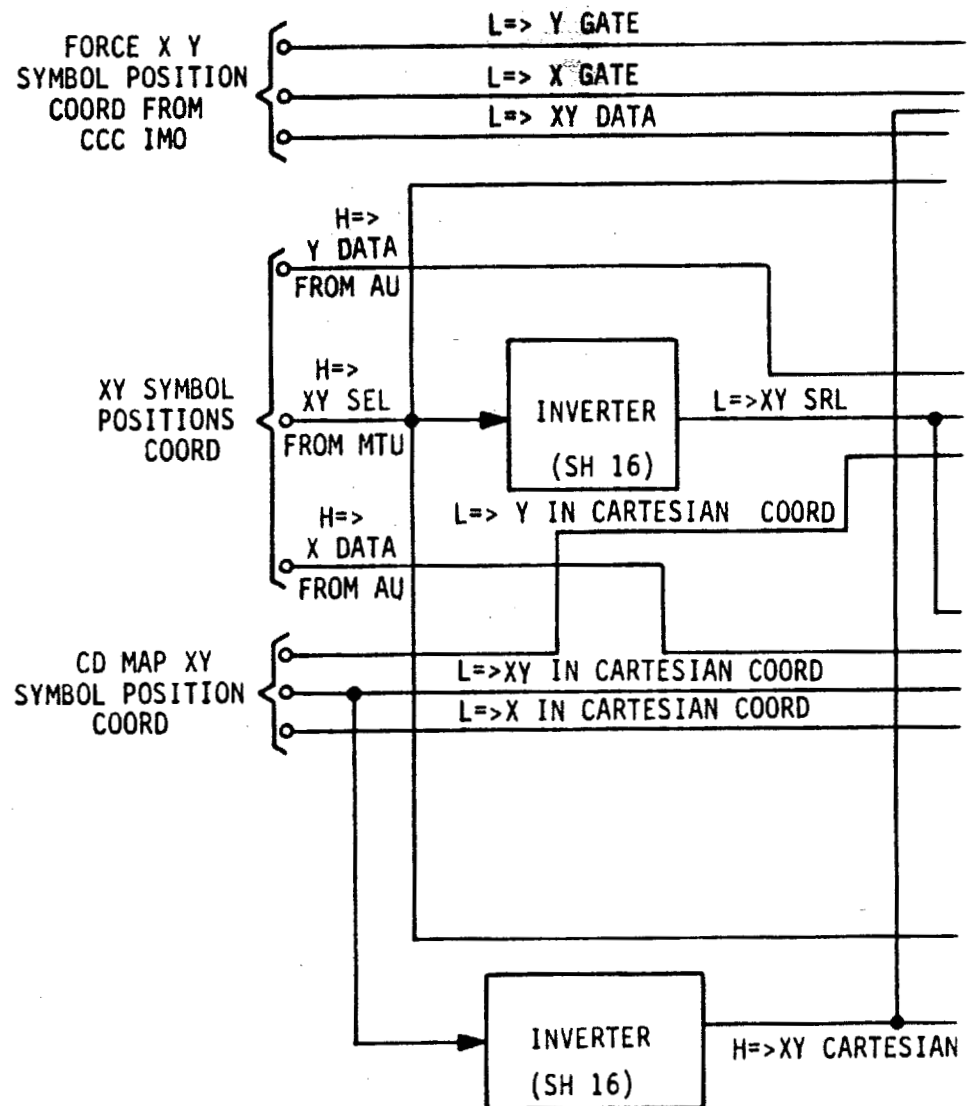 L=> Y GATE
FORCE X Y
SYMBOL POSITION
COORD FROM
CCC IMO
L=> X GATE
L=> XY DATA
H=>
Y DATA
FROM AU
XY SYMBOL
POSITIONS
COORD
H=>
XY SEL
FROM MTU
INVERTER
(SH 16)
L=>XY SRL
L=> Y IN CARTESIAN COORD
H=>
X DATA
FROM AU
CD MAP XY
SYMBOL POSITION
COORD
L=>XY IN CARTESIAN COORD
L=>X IN CARTESIAN COORD
INVERTER
(SH 16)
H=>XY CARTESIAN